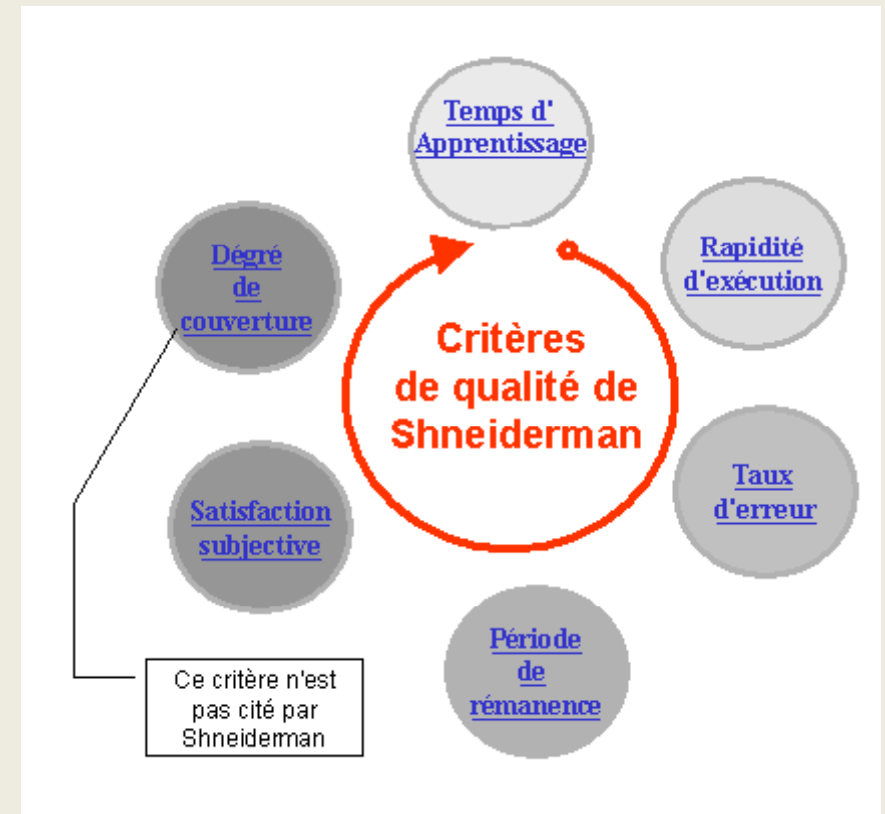 Temps d'
Apprentissage
Rapidité
d'exécution
Taux
d'erreur
Période
de
rémanence
Satisfaction
subjective
Dégré
de
couverture
Critères
de qualité de
Shneiderman
Ce critère n'est
pas cité par
Shneiderman